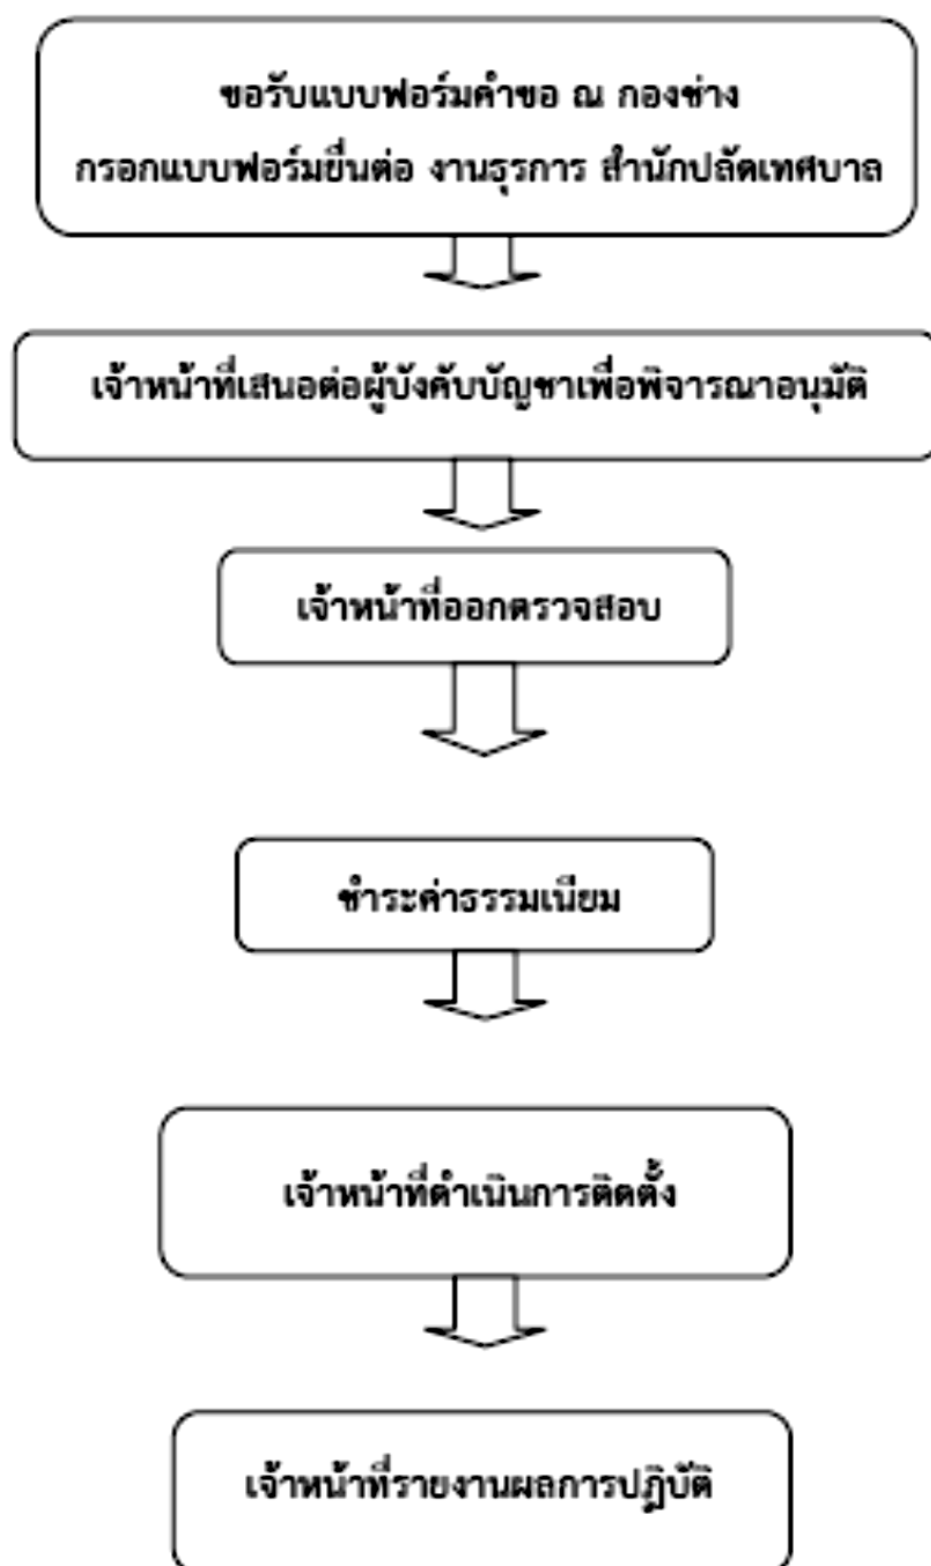 ขอรับแบบฟอร์มคำขอ ณ กองช่าง
กรอกแบบฟอร์มยื่นต่อ งานธุรการ สำนักปลัดเทศบาล
เจ้าหน้าที่เสนอต่อผู้บังคับบัญชาเพื่อพิจารณาอนุมัติ
เจ้าหน้าที่ออกตรวจสอบ
ชำระค่าธรรมเนียม
เจ้าหน้าที่ดำเนินการติดตั้ง
เจ้าหน้าที่รายงานผลการปฏิบัติ